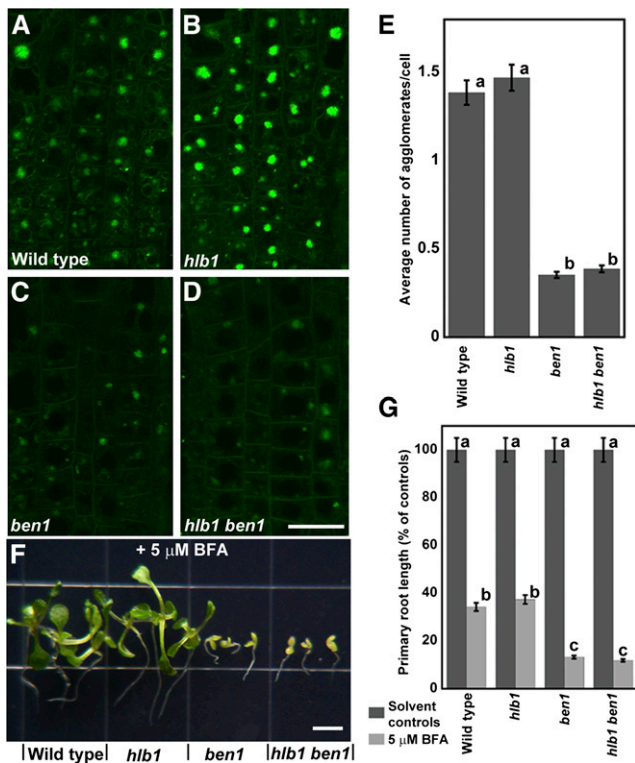 A
Wild type
B
hlb1
C
ben1
D
hlb1 ben1
E
Average number of agglomerates/cell
1.5
1
0.5
0
a
a
b
b
Wild type
hlb1
ben1
hlb1 ben1
F
+ 5 μM BFA
Wild type
hlb1
ben1
hlb1 ben1
G
Primary root length (% of controls)
100
80
60
40
20
0
a
a
a
a
b
b
c
c
Wild type
hlb1
ben1
hlb1 ben1
Solvent
controls
5 μM BFA